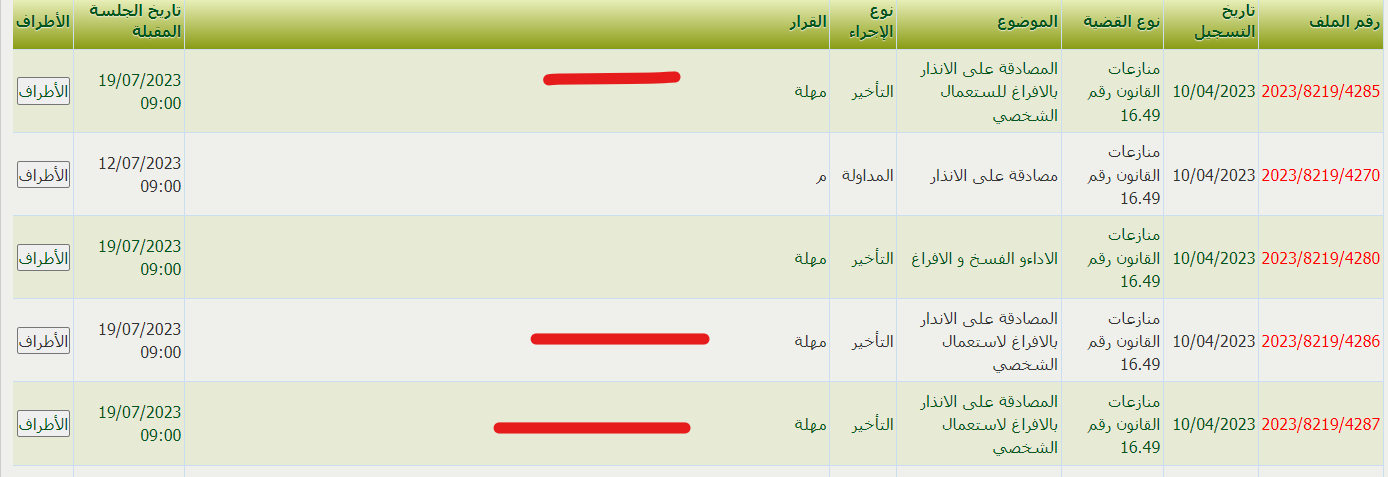 رقم الملف
تاريخ
التسجيل
نوع القضية
الموضوع
نوع
الإجراء
القرار
تاريخ الجلسة
المقبلة
الأطراف
2023/8219/4285
10/04/2023
منازعات
القانون رقم
16.49
المصادقة على الانذار
بالافراغ للستعمال
الشخصي
التأخير
مهلة
19/07/2023
09:00
الأطراف
2023/8219/4270
10/04/2023
منازعات
القانون رقم
16.49
مصادقة على الانذار
المداولة
م
12/07/2023
09:00
الأطراف
2023/8219/4280
10/04/2023
منازعات
القانون رقم
16.49
الاداءو الفسخ و الافراغ
التأخير
مهلة
19/07/2023
09:00
الأطراف
2023/8219/4286
10/04/2023
منازعات
القانون رقم
16.49
المصادقة على الاندار
بالافراغ لاستعمال
الشخصي
التأخير
مهلة
19/07/2023
09:00
الأطراف
2023/8219/4287
10/04/2023
منازعات
القانون رقم
16.49
المصادقة على الانذار
بالافراغ لاستعمال
الشخصي
التأخير
مهلة
19/07/2023
09:00
الأطراف